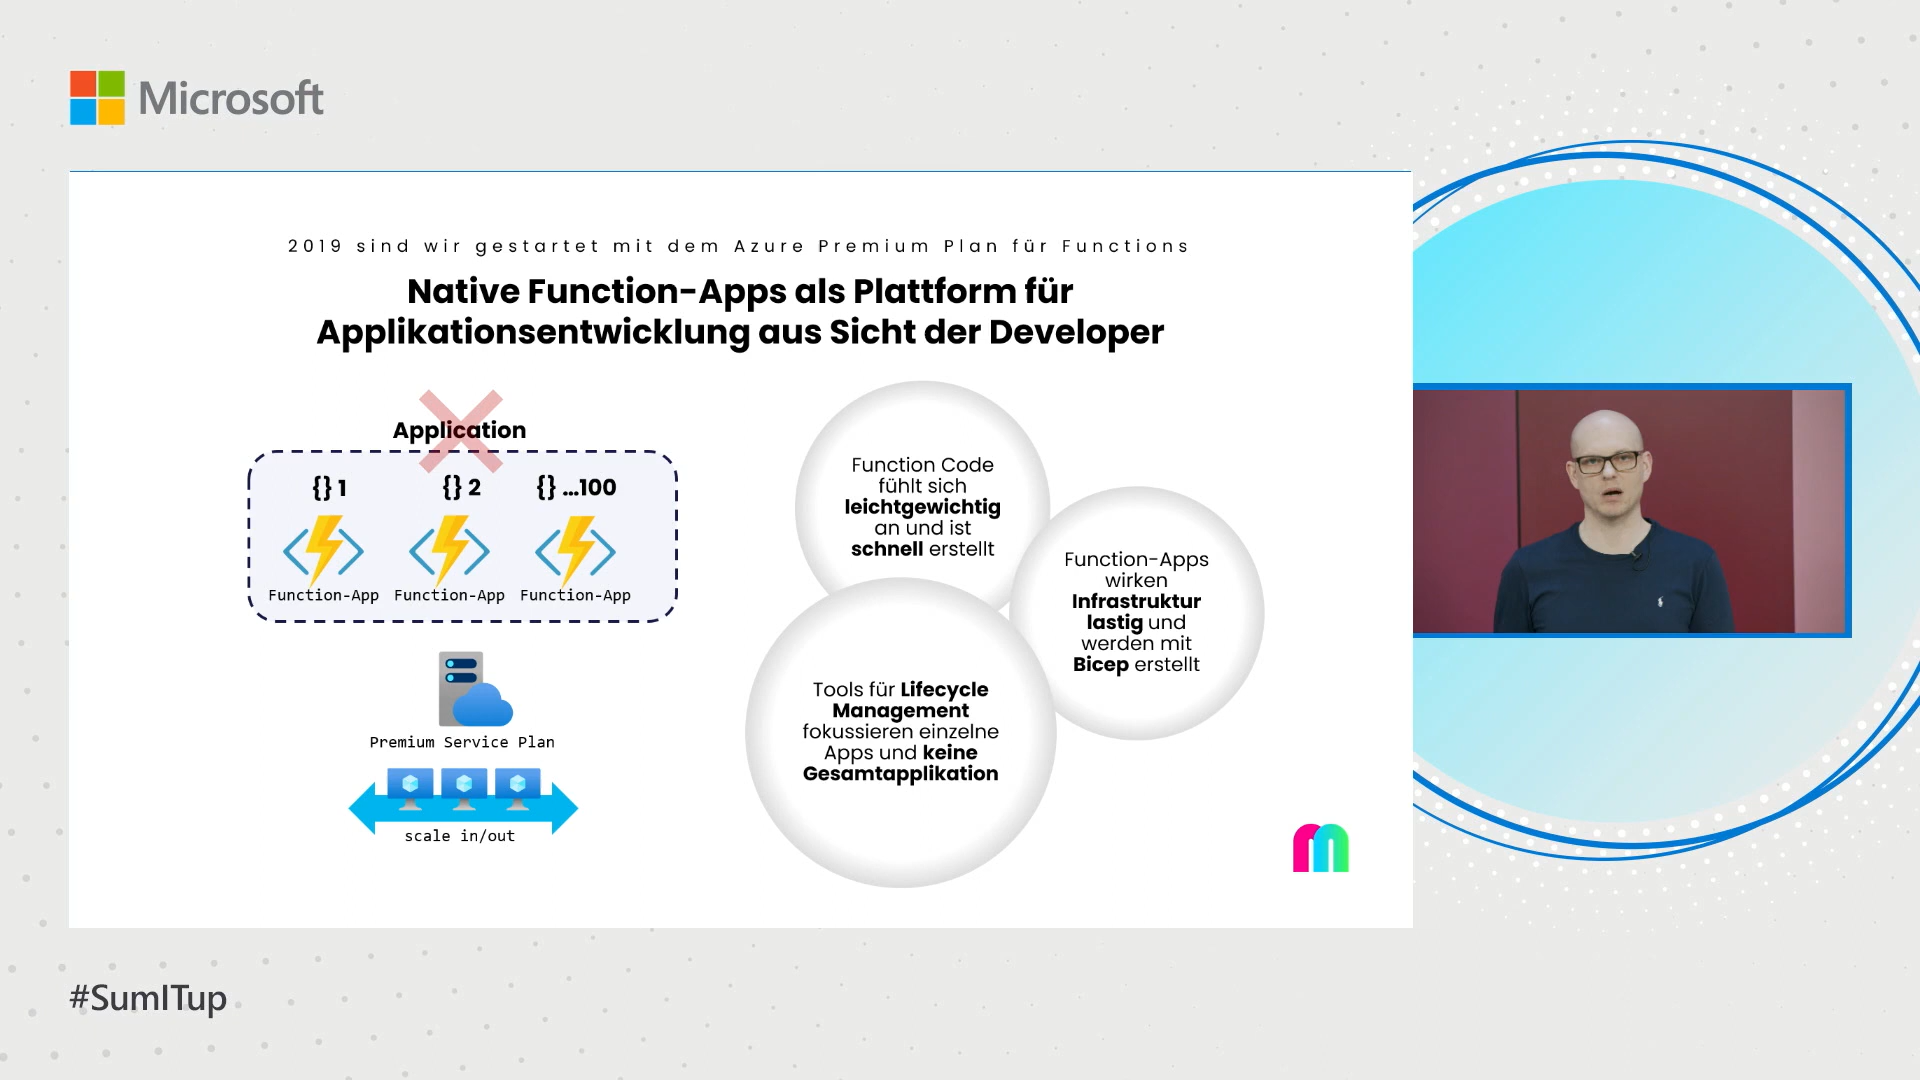 Microsoft
2019 sind wir gestartet mit dem Azure Premium Plan für Functions
Native Function-Apps als Plattform für
Applikationsentwicklung aus Sicht der Developer
Application
{} 1
{} 2
{} ...100
Function-App
Function-App
Function-App
Premium Service Plan
scale in/out
Function Code
fühlt sich
leichtgewichtig
an und ist
schnell erstellt
Function-Apps
wirken
Infrastruktur
lastig und
werden mit
Bicep erstellt
Tools für Lifecycle
Management
fokussieren einzelne
Apps und keine
Gesamtapplikation
#SumITup